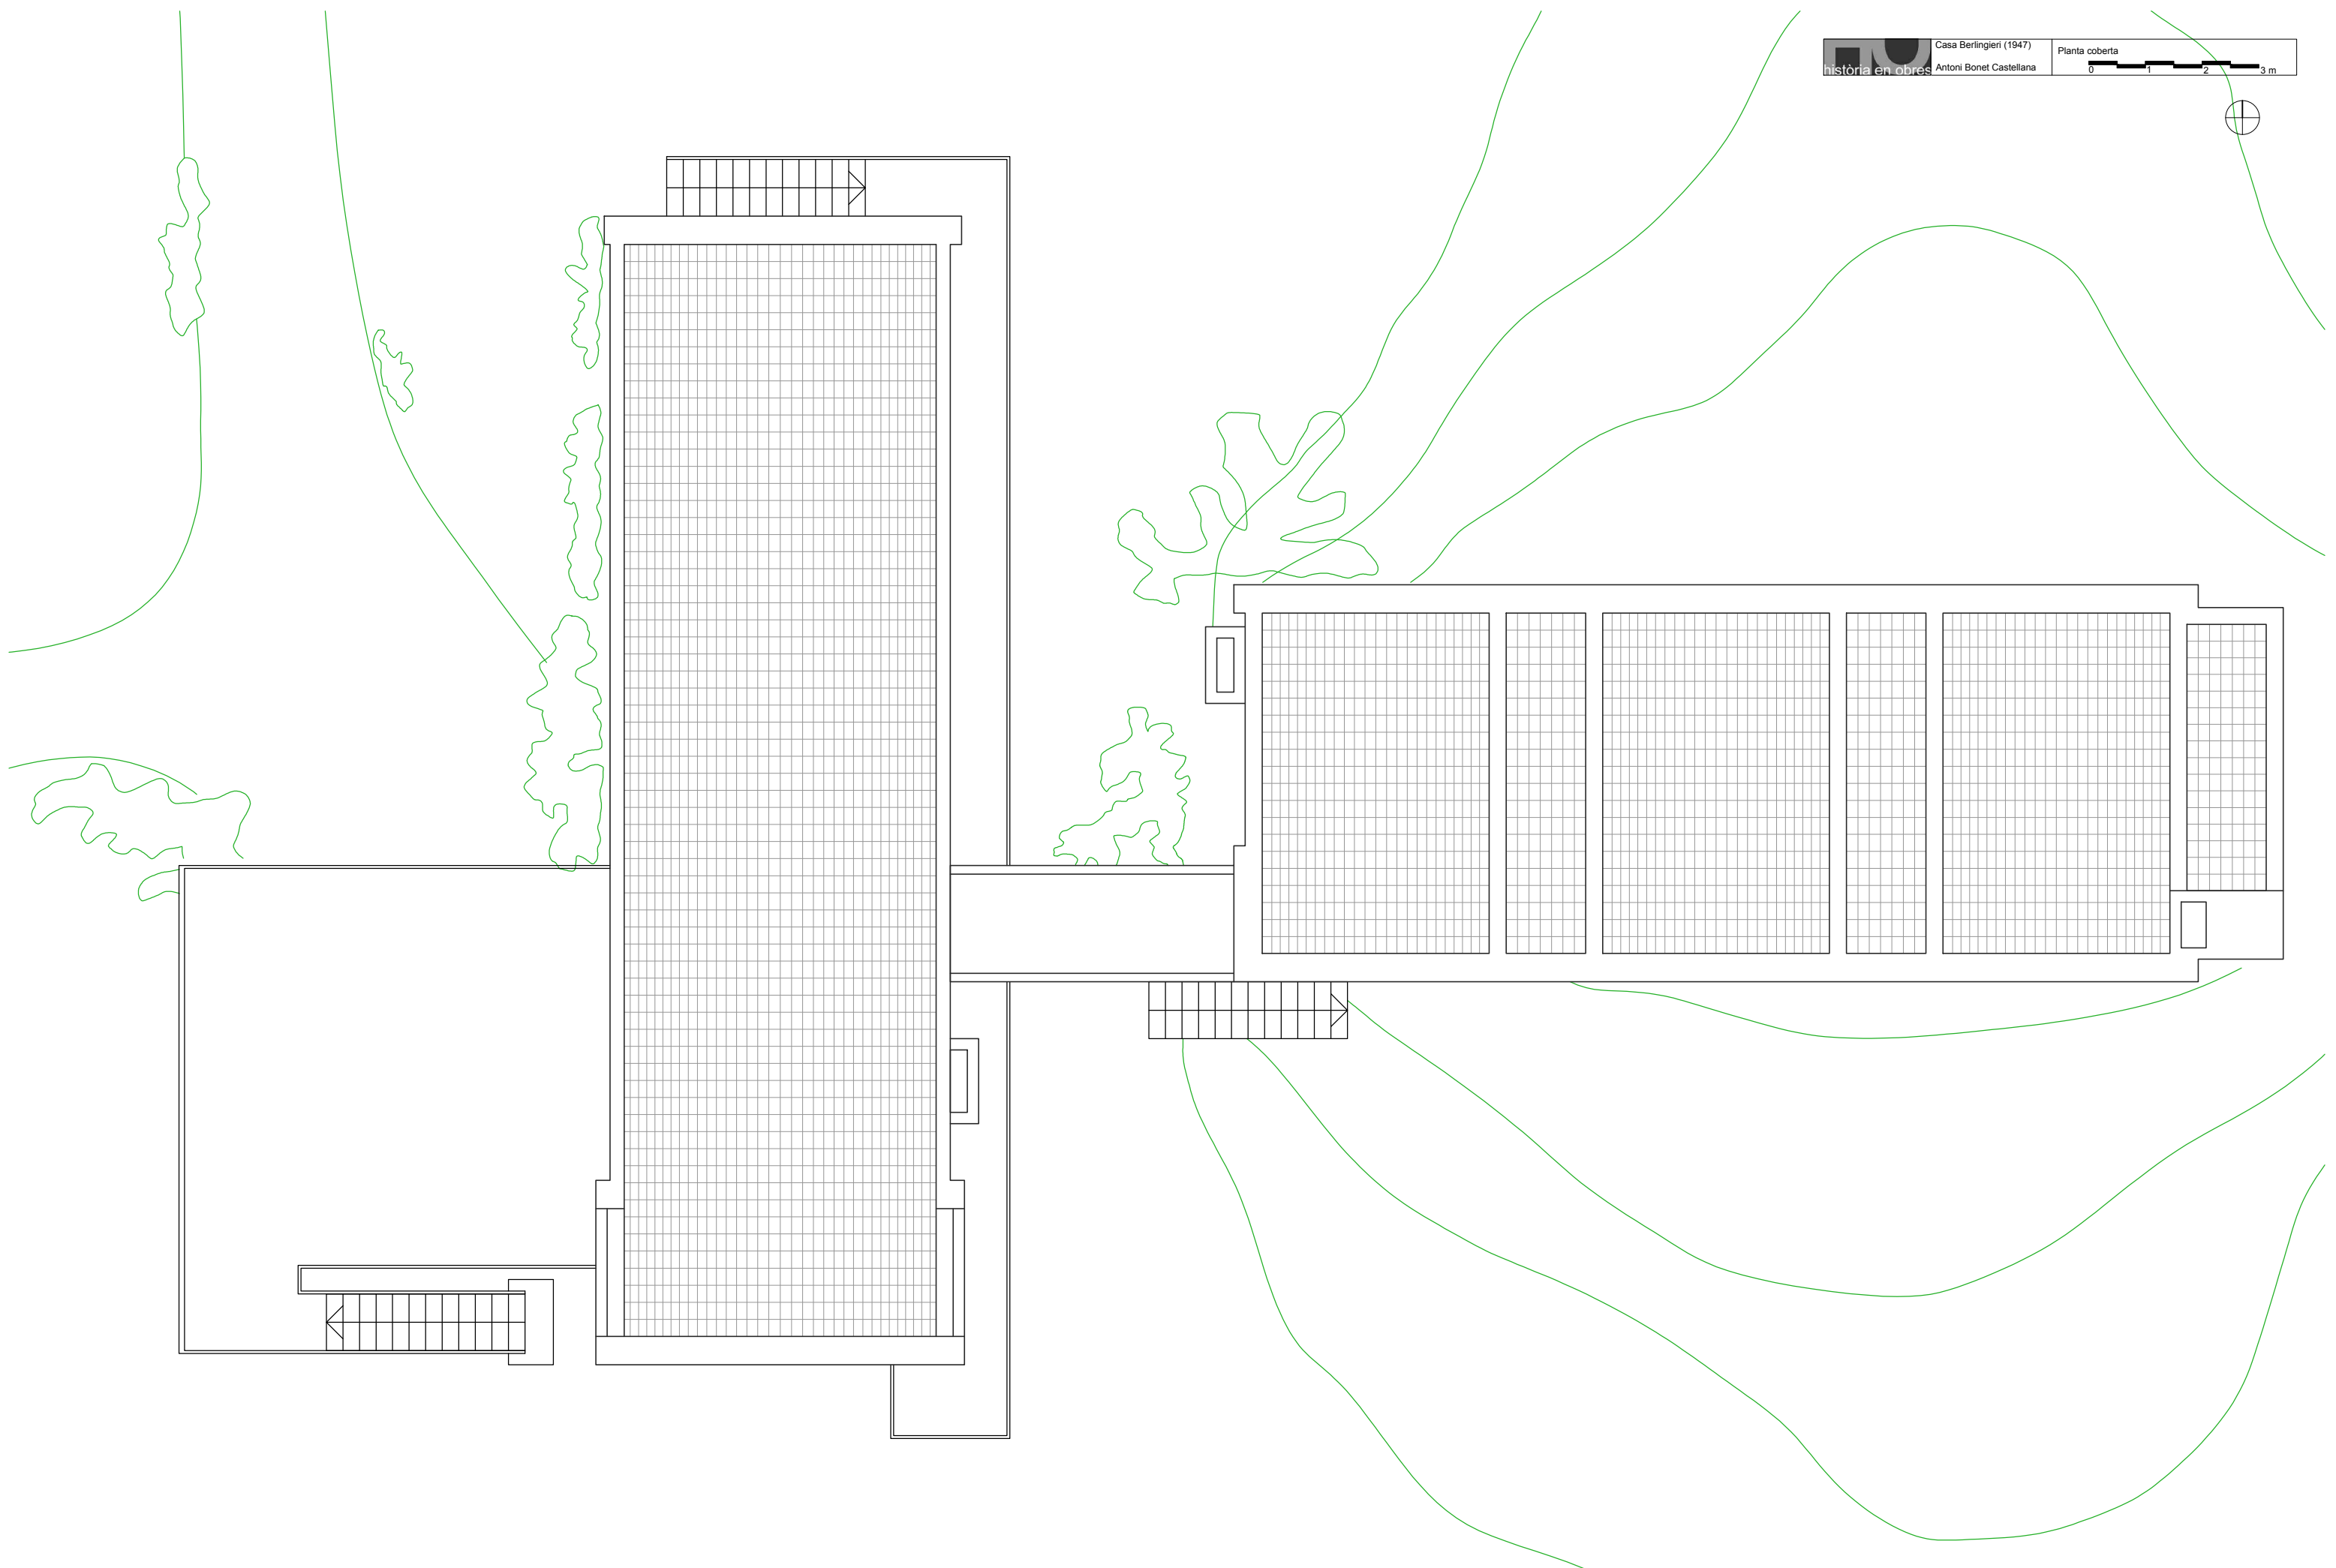 història en obres
Casa Berlingieri (1947)
Antoni Bonet Castellana
Planta coberta
0 1 2 3 m